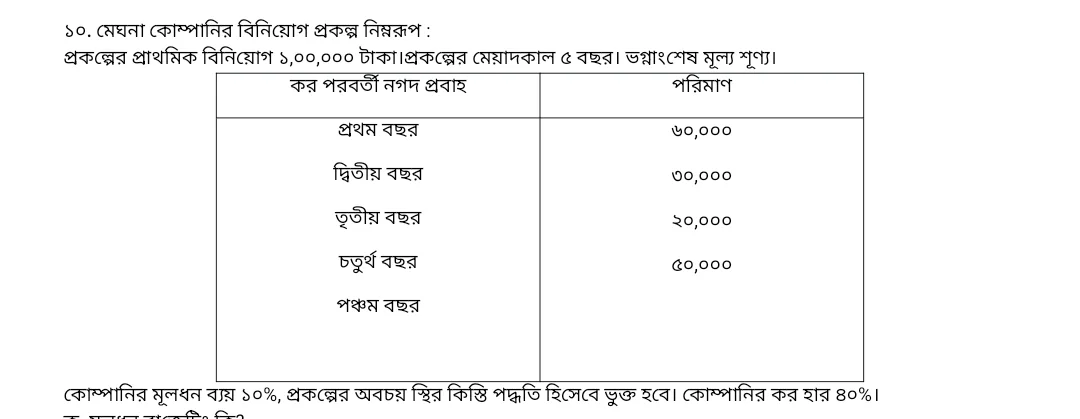 ১০. মেঘনা কোম্পানির বিনিয়োগ প্রকল্প নিম্নরূপ :
প্রকল্পের প্রাথমিক বিনিয়োগ ১,০০,০০০ টাকা।প্রকল্পের মেয়াদকাল ৫ বছর। ভগ্নাংশেষ মূল্য শূণ্য।
কর পরবর্তী নগদ প্রবাহ পরিমাণ
প্রথম বছর ৬০,০০০
দ্বিতীয় বছর ৩০,০০০
তৃতীয় বছর ২০,০০০
চতুর্থ বছর ৫০,০০০
পঞ্চম বছর
কোম্পানির মূলধন ব্যয় ১০%, প্রকল্পের অবচয় স্থির কিস্তি পদ্ধতি হিসেবে ভুক্ত হবে। কোম্পানির কর হার ৪০%।